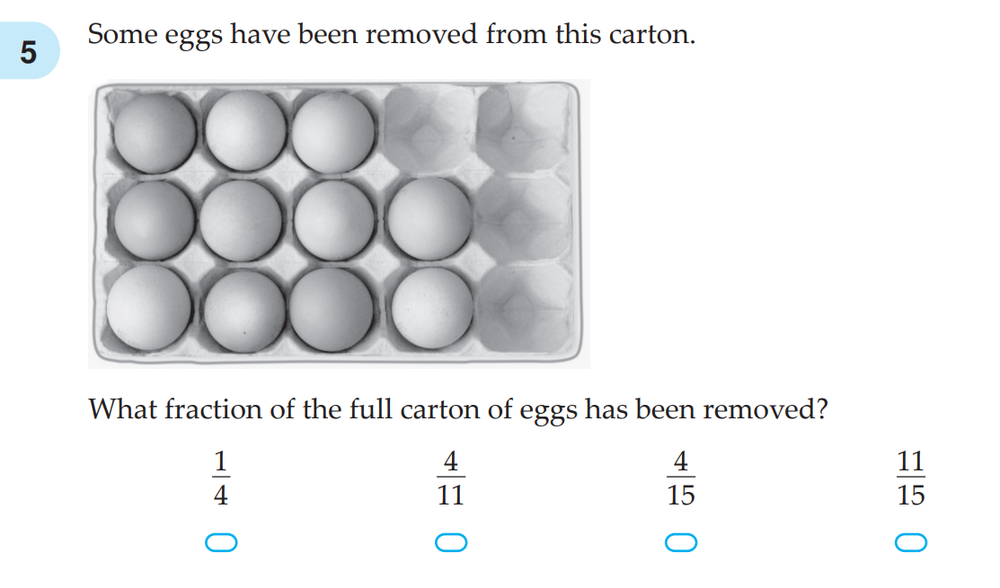 5
Some eggs have been removed from this carton.
What fraction of the full carton of eggs has been removed?
1/4 4/11 4/15 11/15